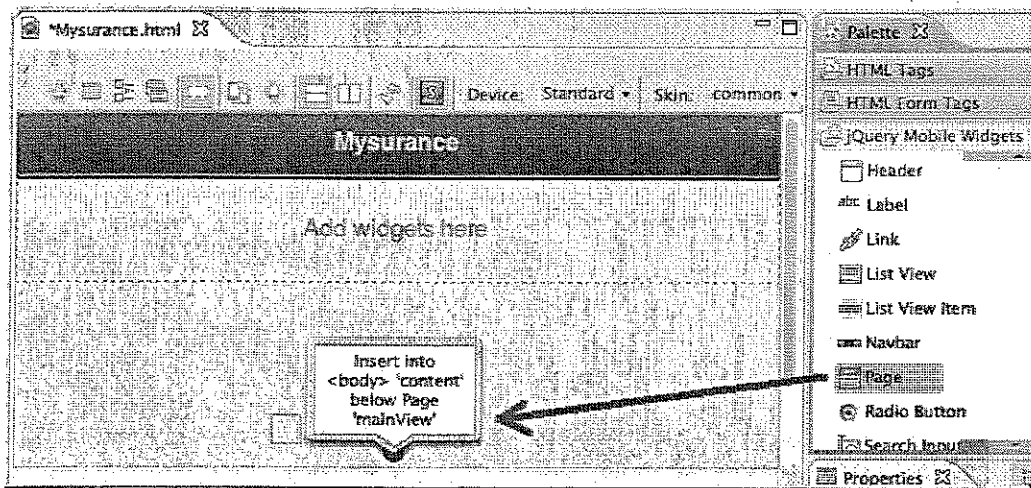 *Mysurance.html
Device: Standard Skin: common
Mysurance
Add widgets here
Insert into
<body> 'content'
below Page
'mainView'
Palette
HTML Tags
HTML Form Tags
jQuery Mobile Widgets
Header
abc Label
Link
List View
List View Item
Navbar
Page
Radio Button
Search Input
Properties